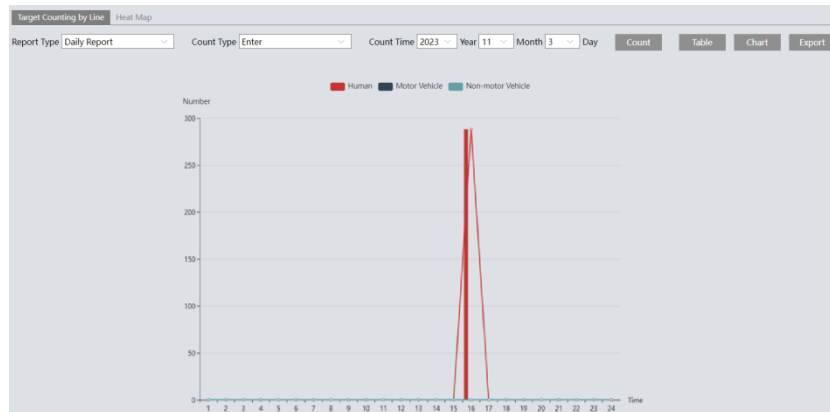 Target Counting by Line Heat Map
Report Type Daily Report Count Type Enter Count Time 2023 Year 11 Month 3 Day Count Table Chart Export
Human Motor Vehicle Non-motor Vehicle
Number
300
250
200
150
100
50
0
1 2 3 4 5 6 7 8 9 10 11 12 13 14 15 16 17 18 19 20 21 22 23 24 Time